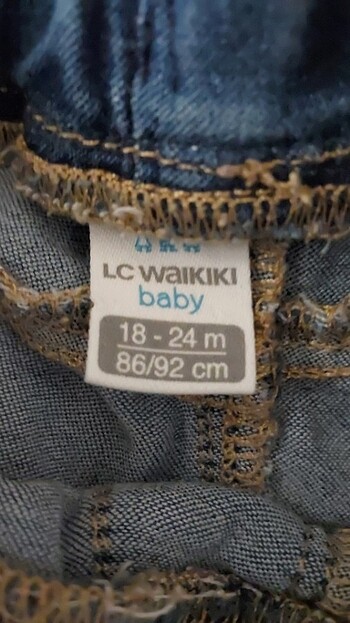 LC WAIKIKI
baby
18 - 24 m
86/92 cm